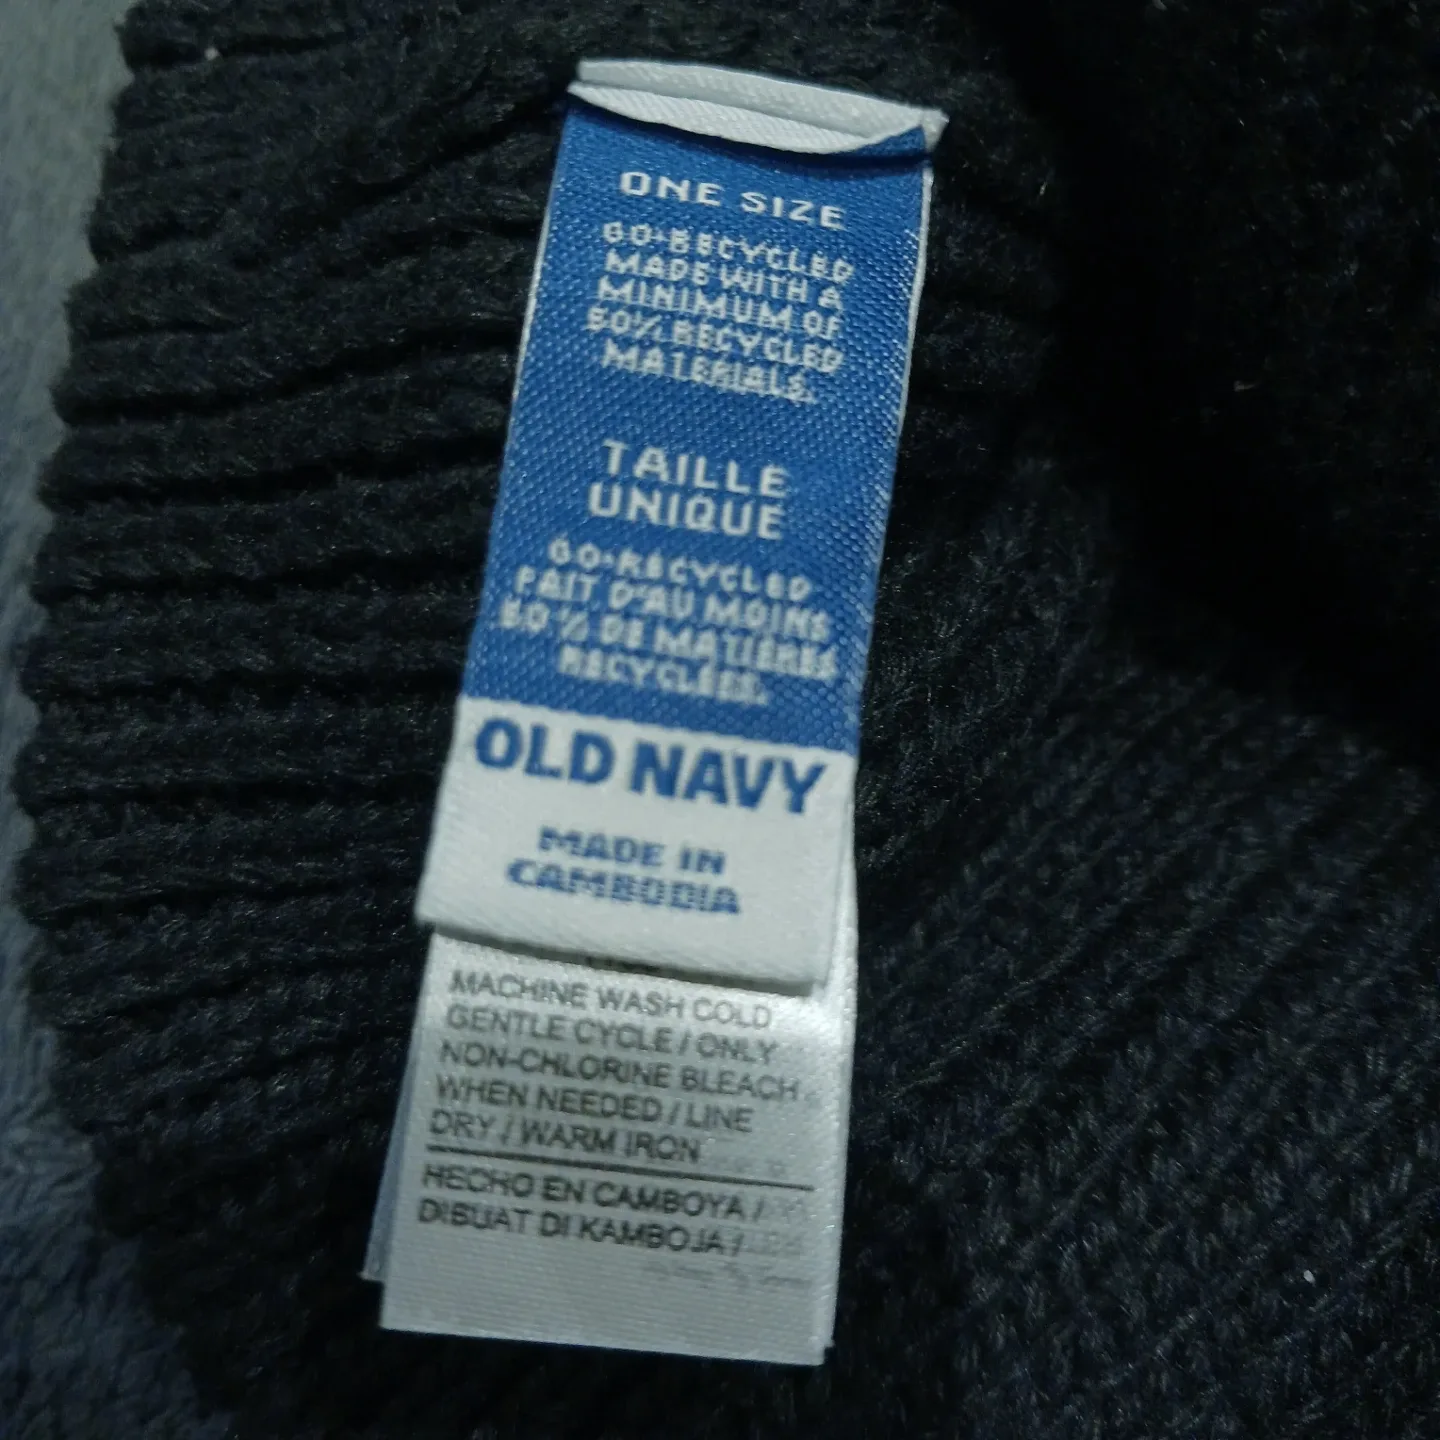 ONE SIZE
GO-RECYCLED
MADE WITH A
MINIMUM OF
50% RECYCLED
MATERIALS.
TAILLE
UNIQUE
GO-RECYCLED
FAIT D'AU MOINS
50 % DE MATIÈRES
RECYCLÉES.
OLD NAVY
MADE IN
CAMBODIA
MACHINE WASH COLD
GENTLE CYCLE / ONLY
NON-CHLORINE BLEACH
WHEN NEEDED / LINE
DRY / WARM IRON
HECHO EN CAMBOYA /
DIBUAT DI KAMBOJA /